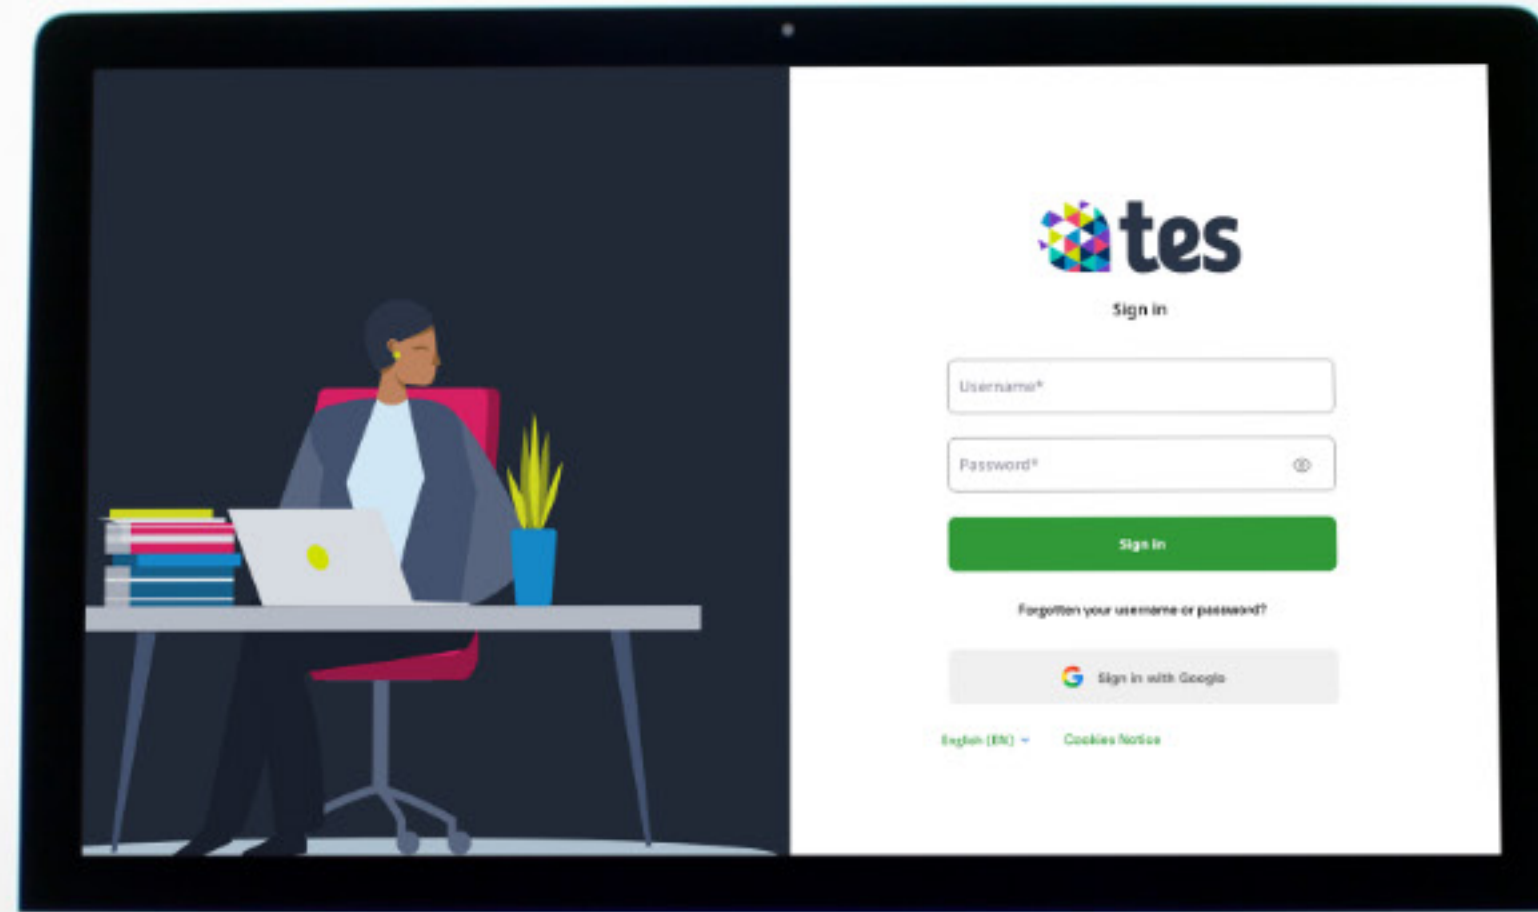 tes
Sign in
Username*
Password*
Sign in
Forgotten your username or password?
Sign in with Google
English (EN)
Cookies Notice